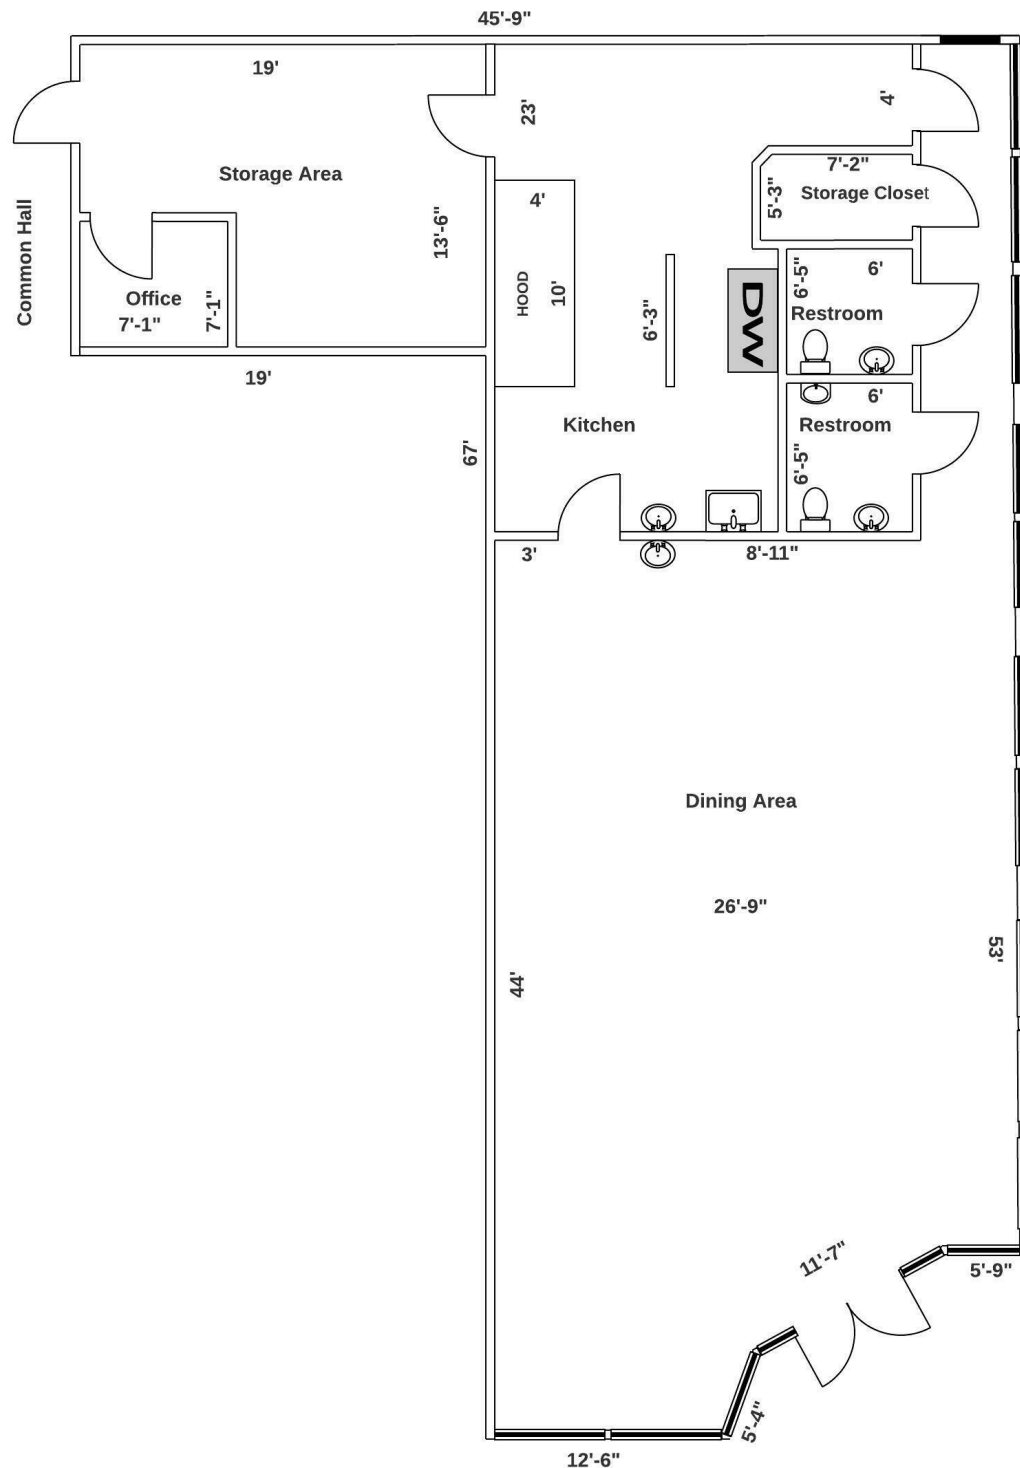 45'-9"
19'
23'
4'
Storage Area
7'-2"
Storage Closet
5'-3"
4'
13'-6"
Common Hall
HOOD
10'
6'-5"
6'
Office
7'-1"
7'-1"
6'-3"
DW
Restroom
19'
6'
Kitchen
Restroom
67'
6'-5"
3'
8'-11"
Dining Area
26'-9"
44'
53'
11'-7"
5'-9"
5'-4"
12'-6"